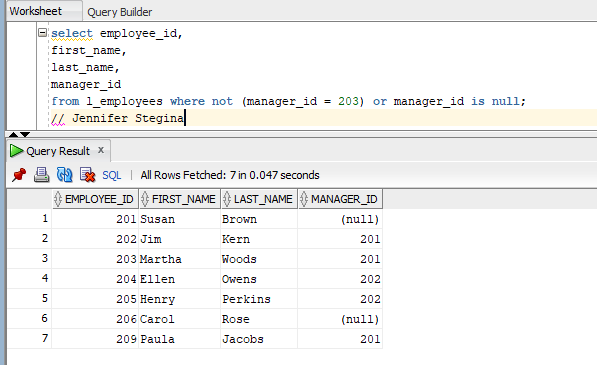 Worksheet Query Builder
select employee_id,
first_name,
last_name,
manager_id
from l_employees where not (manager_id = 203) or manager_id is null;
// Jennifer Stegina
Query Result x
SQL | All Rows Fetched: 7 in 0.047 seconds
EMPLOYEE_ID FIRST_NAME LAST_NAME MANAGER_ID
1 201 Susan Brown (null)
2 202 Jim Kern 201
3 203 Martha Woods 201
4 204 Ellen Owens 202
5 205 Henry Perkins 202
6 206 Carol Rose (null)
7 209 Paula Jacobs 201